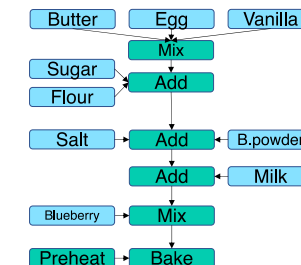 Butter Egg Vanilla
Mix
Sugar
Add
Flour
Salt Add B.powder
Add Milk
Blueberry Mix
Preheat Bake